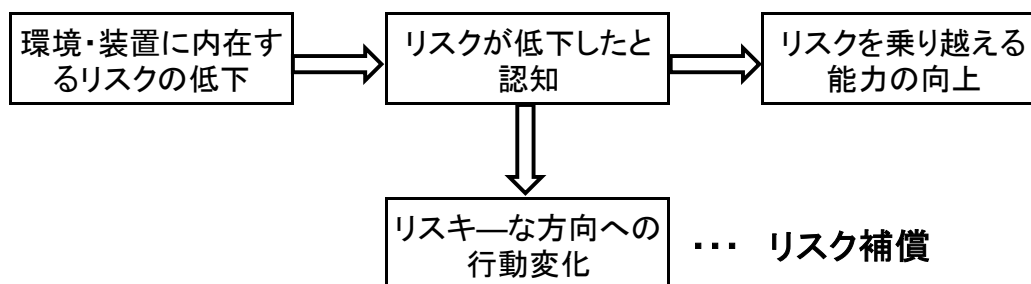 環境・装置に内在す
るリスクの低下
リスクが低下したと
認知
リスクを乗り越える
能力の向上
リスキ―な方向への
行動変化
・・・ リスク補償